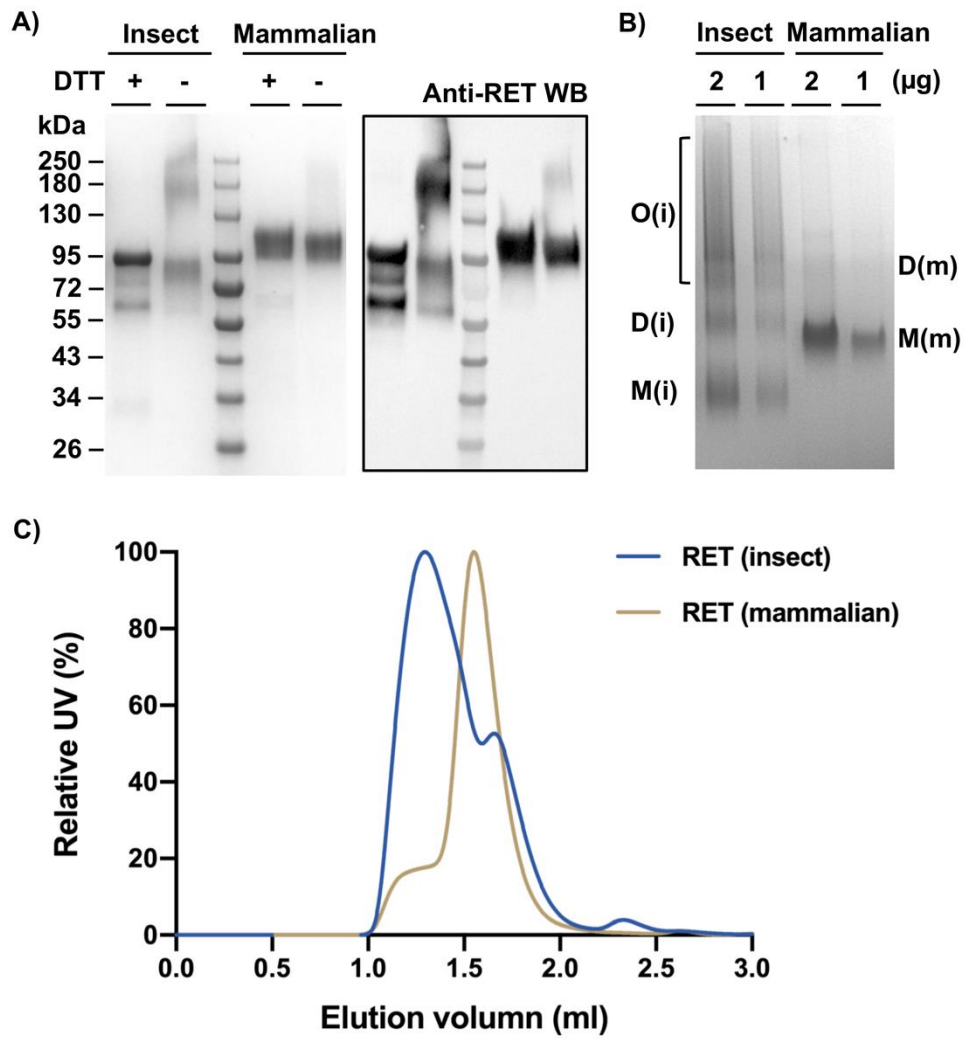 A)
Insect Mammalian
DTT + - + -
Anti-RET WB
kDa
250
180
130
95
72
55
43
34
26
B)
Insect Mammalian
2 1 2 1 (µg)
O(i)
D(i)
M(i)
D(m)
M(m)
C)
RET (insect)
RET (mammalian)
Relative UV (%)
100
80
60
40
20
0
0.0 0.5 1.0 1.5 2.0 2.5 3.0
Elution volumn (ml)